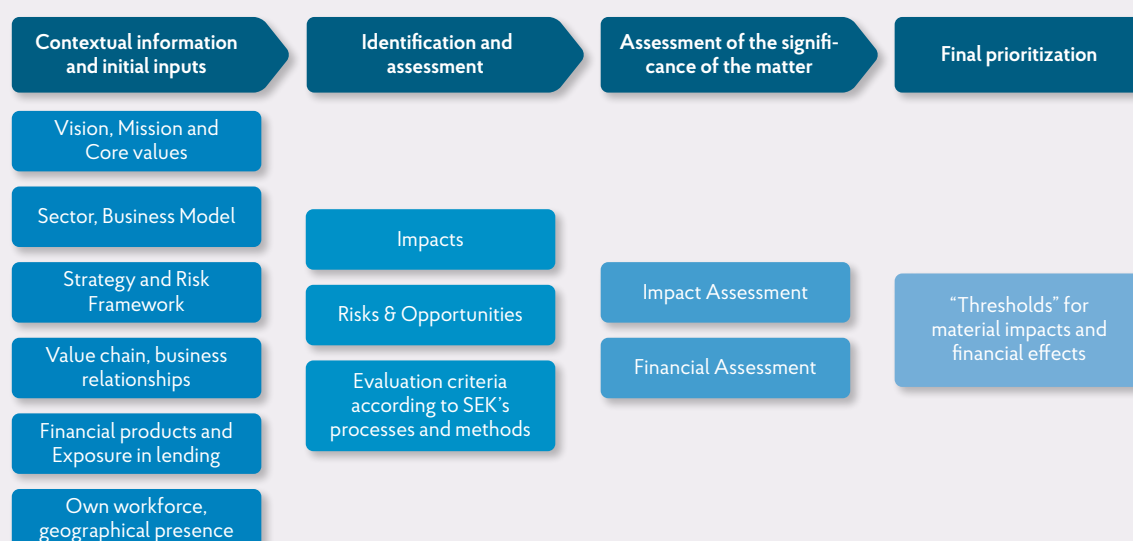 Contextual information
and initial inputs
Identification and
assessment
Assessment of the signifi-
cance of the matter
Final prioritization
Vision, Mission and
Core values
Sector, Business Model
Strategy and Risk
Framework
Value chain, business
relationships
Financial products and
Exposure in lending
Own workforce,
geographical presence
Impacts
Risks & Opportunities
Evaluation criteria
according to SEK’s
processes and methods
Impact Assessment
Financial Assessment
“Thresholds” for
material impacts and
financial effects